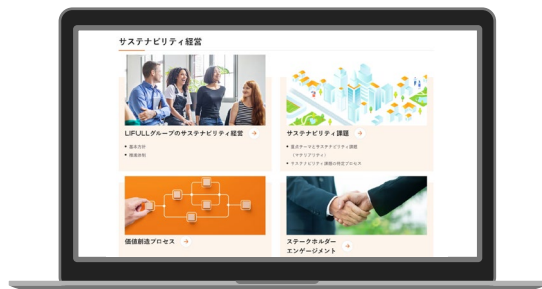 サステナビリティ経営
LIFULLグループのサステナビリティ経営
基本方針
推進体制
サステナビリティ課題
重点テーマとサステナビリティ課題
(マテリアリティ)
サステナビリティ課題の特定プロセス
価値創造プロセス
ステークホルダー
エンゲージメント